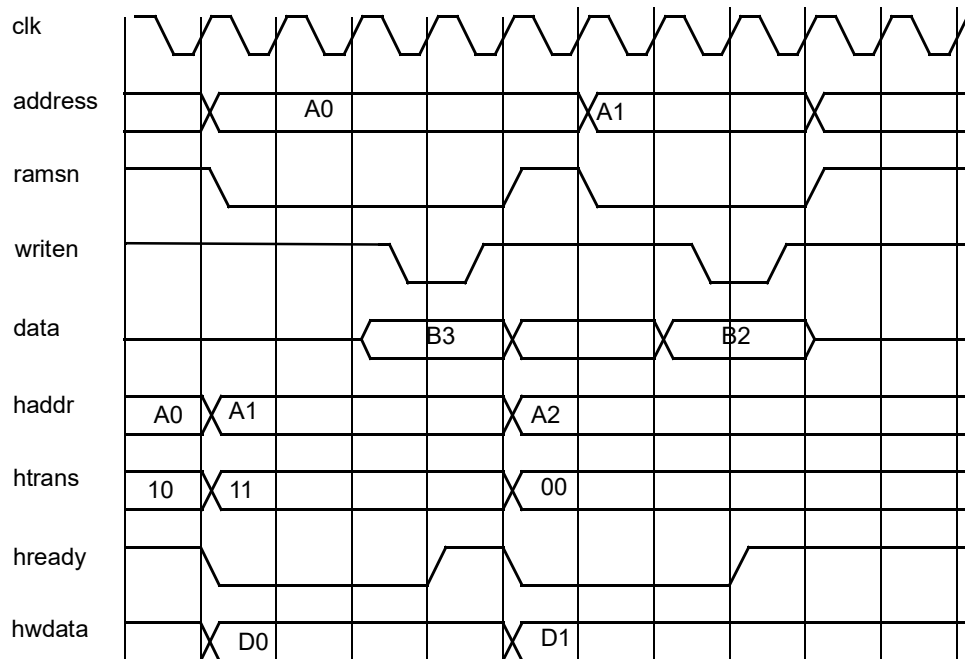 clk
address A0 A1
ramsn
writen
data B3 B2
haddr A0 A1 A2
htrans 10 11 00
hready
hwdata D0 D1